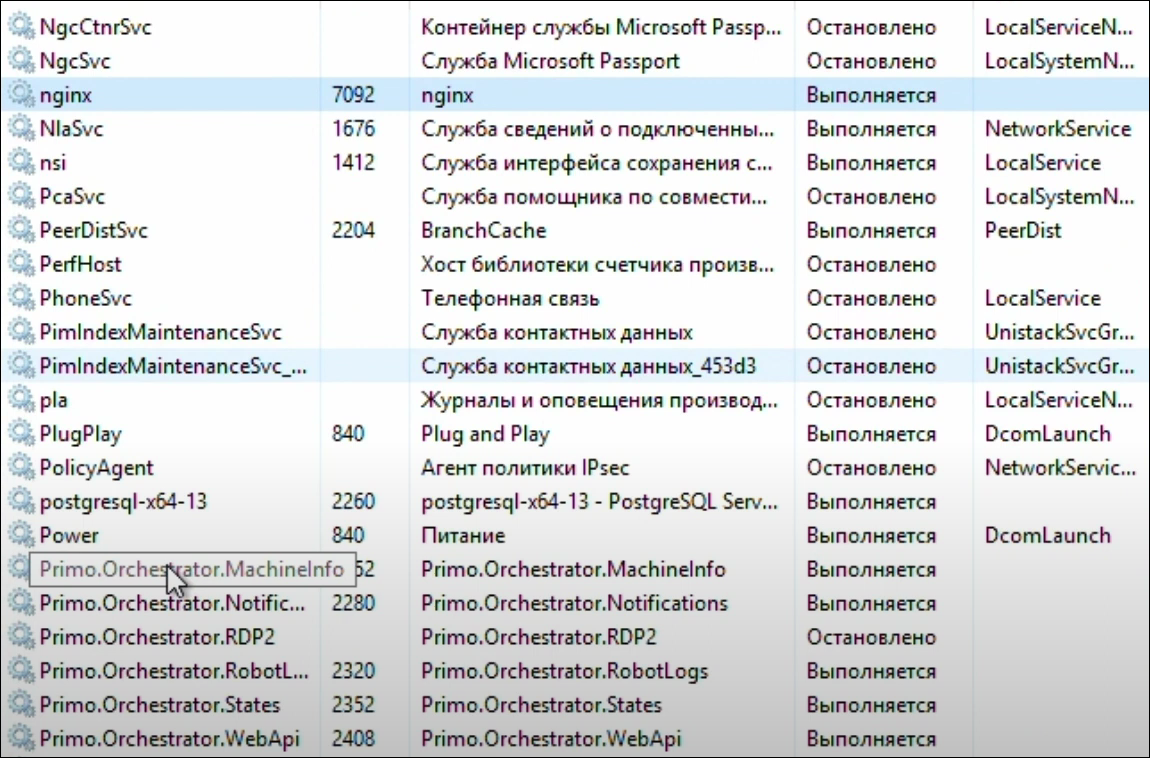 NgcCtnrSvc Контейнер службы Microsoft Passp... Остановлено LocalServiceN...
NgcSvc Служба Microsoft Passport Остановлено LocalSystemN...
nginx 7092 nginx Выполняется
NlaSvc 1676 Служба сведений о подключенны... Выполняется NetworkService
nsi 1412 Служба интерфейса сохранения с... Выполняется LocalService
PcaSvc Служба помощника по совмести... Остановлено LocalSystemN...
PeerDistSvc 2204 BranchCache Выполняется PeerDist
PerfHost Хост библиотеки счетчика произв... Остановлено
PhoneSvc Телефонная связь Остановлено LocalService
PimIndexMaintenanceSvc Служба контактных данных Остановлено UnistackSvcGr...
PimIndexMaintenanceSvc_... Служба контактных данных_453d3 Остановлено UnistackSvcGr...
pla Журналы и оповещения производ... Остановлено LocalServiceN...
PlugPlay 840 Plug and Play Выполняется DcomLaunch
PolicyAgent Агент политики IPsec Остановлено NetworkServic...
postgresql-x64-13 2260 postgresql-x64-13 - PostgreSQL Serv... Выполняется
Power 840 Питание Выполняется DcomLaunch
Primo.Orchestrator.MachineInfo 52 Primo.Orchestrator.MachineInfo Выполняется
Primo.Orchestrator.Notific... 2280 Primo.Orchestrator.Notifications Выполняется
Primo.Orchestrator.RDP2 Primo.Orchestrator.RDP2 Остановлено
Primo.Orchestrator.RobotL... 2320 Primo.Orchestrator.RobotLogs Выполняется
Primo.Orchestrator.States 2352 Primo.Orchestrator.States Выполняется
Primo.Orchestrator.WebApi 2408 Primo.Orchestrator.WebApi Выполняется